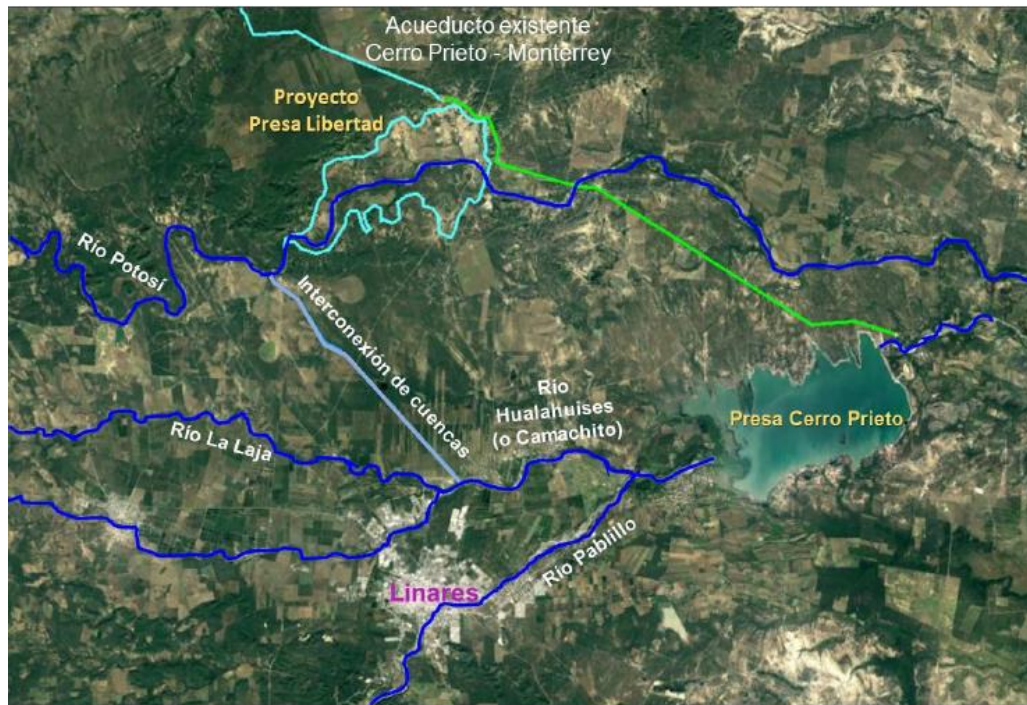 Acueducto existente
Cerro Prieto - Monterrey
Proyecto
Presa Libertad
Río Potosí
Interconexión de cuencas
Río
Hualahuises
(o Camachito)
Presa Cerro Prieto
Río La Laja
Río Pablillo
Linares